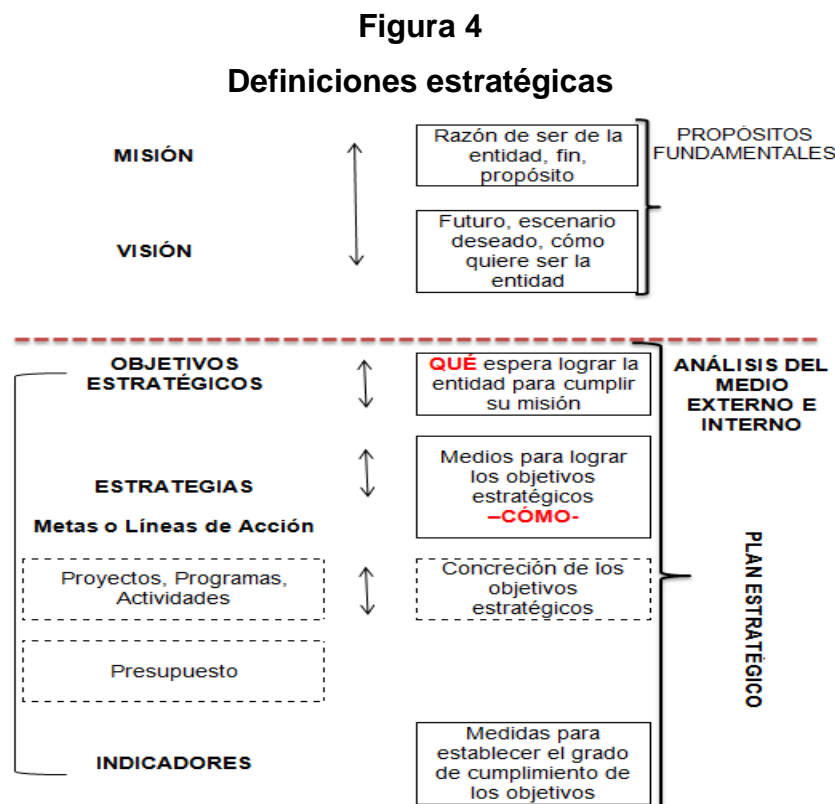 Figura 4
Definiciones estratégicas
MISIÓN
Razón de ser de la
entidad, fin,
propósito
PROPÓSITOS
FUNDAMENTALES
VISIÓN
Futuro, escenario
deseado, cómo
quiere ser la
entidad
OBJETIVOS
ESTRATÉGICOS
QUÉ espera lograr la
entidad para cumplir
su misión
ANÁLISIS DEL
MEDIO
EXTERNO E
INTERNO
ESTRATEGIAS
Metas o Líneas de Acción
Medios para lograr
los objetivos
estratégicos
–CÓMO-
Proyectos, Programas,
Actividades
Concreción de los
objetivos
estratégicos
PLAN ESTRATÉGICO
Presupuesto
INDICADORES
Medidas para
establecer el grado
de cumplimiento de
los objetivos